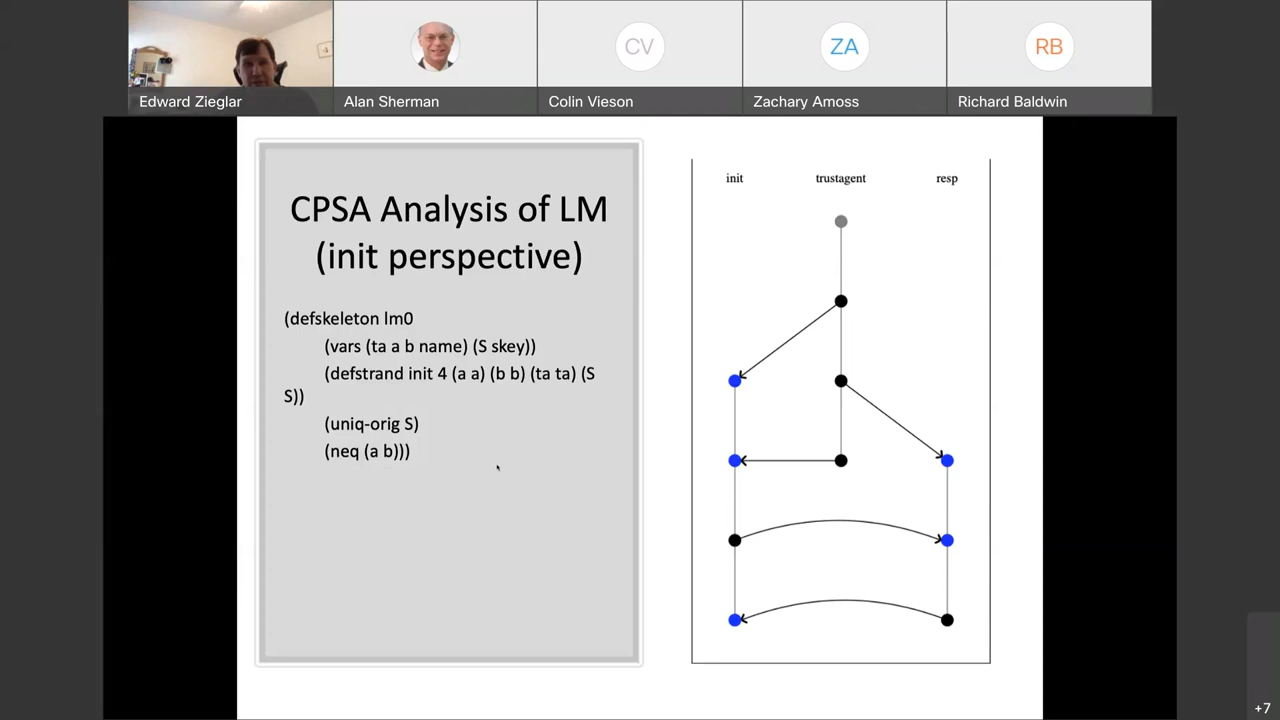 CV
ZA
RB
Edward Zieglar
Alan Sherman
Colin Vieson
Zachary Amoss
Richard Baldwin
CPSA Analysis of LM
(init perspective)
(defskeleton lm0
(vars (ta a b name) (S skey))
(defstrand init 4 (a a) (b b) (ta ta) (S
S))
(uniq-orig S)
(neq (a b)))
init
trustagent
resp
+7